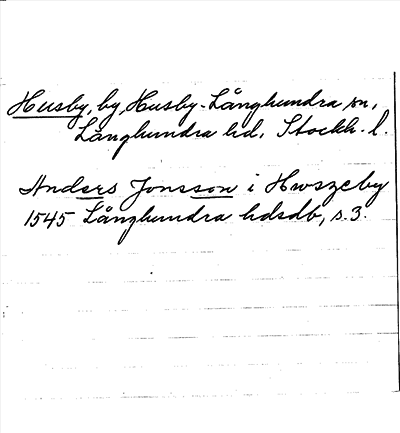 Husby, by, Husby-Långhundra sn,
Långhundra hd, Stockh. l.
Anders Jonsson i Hwszeby
1545 Långhundra hdsdb, s. 3.